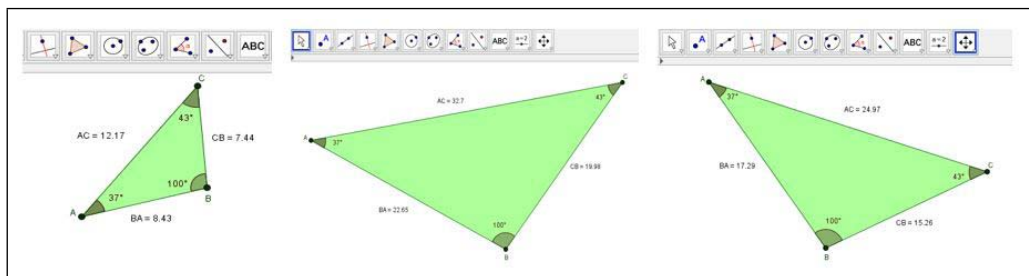 ABC
C
43°
AC = 12.17
CB = 7.44
100°
37°
A
B
BA = 8.43
ABC a=2
C
AC = 32.7
43°
A
37°
CB = 19.98
BA = 22.65
100°
B
A ABC a=2
A
37°
AC = 24.97
BA = 17.29
C
43°
100°
CB = 15.26
B